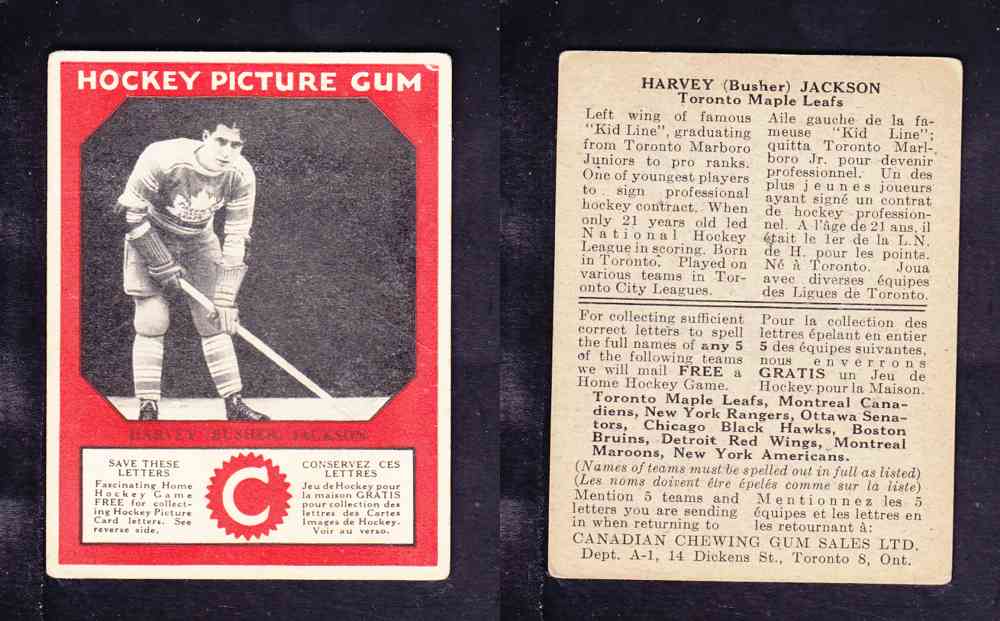 HOCKEY PICTURE GUM
HARVEY "BUSHER" JACKSON
SAVE THESE
LETTERS
Fascinating Home
Hockey Game
FREE for collect-
ing Hockey Picture
Card letters. See
reverse side.
C
CONSERVEZ CES
LETTRES
Jeu de Hockey pour
la maison GRATIS
pour collection des
lettres des Cartes
Images de Hockey.
Voir au verso.
HARVEY (Busher) JACKSON
Toronto Maple Leafs
Left wing of famous
"Kid Line", graduating
from Toronto Marboro
Juniors to pro ranks.
One of youngest players
to sign professional
hockey contract. When
only 21 years old led
National Hockey
League in scoring. Born
in Toronto. Played on
various teams in Tor-
onto City Leagues.
Aile gauche de la fa-
meuse "Kid Line";
quitta Toronto Marl-
boro Jr. pour devenir
professionnel. Un des
plus jeunes joueurs
ayant signé un contrat
de hockey profession-
nel. A l'âge de 21 ans, il
était le 1er de la L.N.
de H. pour les points.
Né à Toronto. Joua
avec diverses équipes
des Ligues de Toronto.
For collecting sufficient
correct letters to spell
the full names of any 5
of the following teams
we will mail FREE a
Home Hockey Game.
Pour la collection des
lettres épelant en entier
5 des équipes suivantes,
nous enverrons
GRATIS un Jeu de
Hockey pour la Maison.
Toronto Maple Leafs, Montreal Cana-
diens, New York Rangers, Ottawa Sena-
tors, Chicago Black Hawks, Boston
Bruins, Detroit Red Wings, Montreal
Maroons, New York Americans.
(Names of teams must be spelled out in full as listed)
(Les noms doivent être épelés comme sur la liste)
Mention 5 teams and
letters you are sending
in when returning to
Mentionnez les 5
équipes et les lettres en
les retournant à:
CANADIAN CHEWING GUM SALES LTD.
Dept. A-1, 14 Dickens St., Toronto 8, Ont.